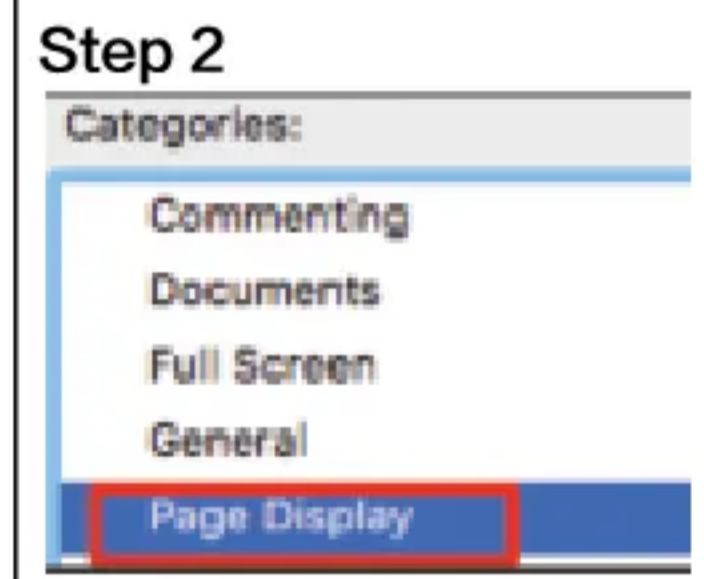 Step 2
Categories:
Commenting
Documents
Full Screen
General
Page Display